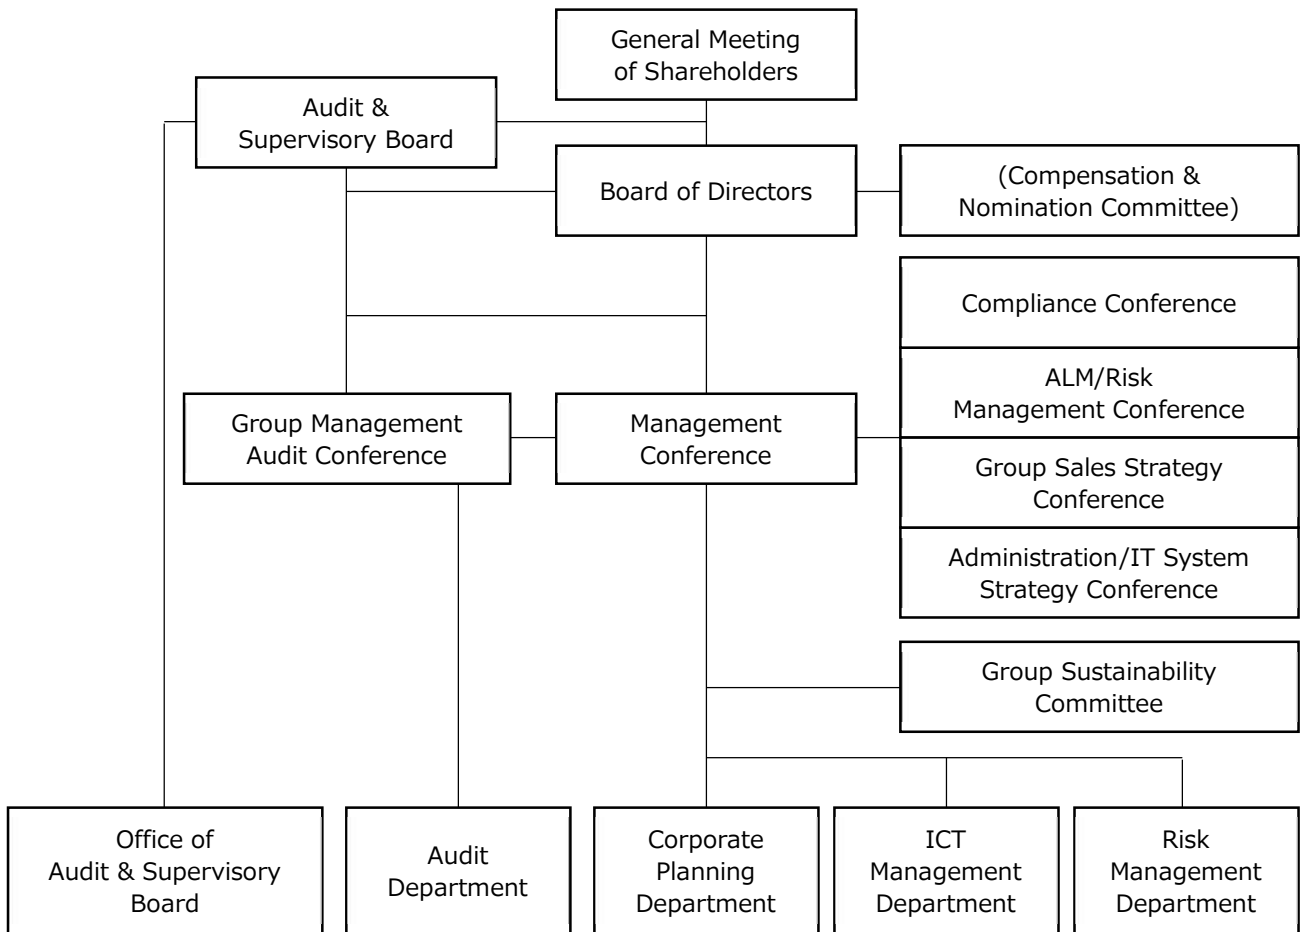 General Meeting
of Shareholders
Audit &
Supervisory Board
Board of Directors
(Compensation &
Nomination Committee)
Compliance Conference
ALM/Risk
Management Conference
Group Management
Audit Conference
Management
Conference
Group Sales Strategy
Conference
Administration/IT System
Strategy Conference
Group Sustainability
Committee
Office of
Audit & Supervisory
Board
Audit
Department
Corporate
Planning
Department
ICT
Management
Department
Risk
Management
Department